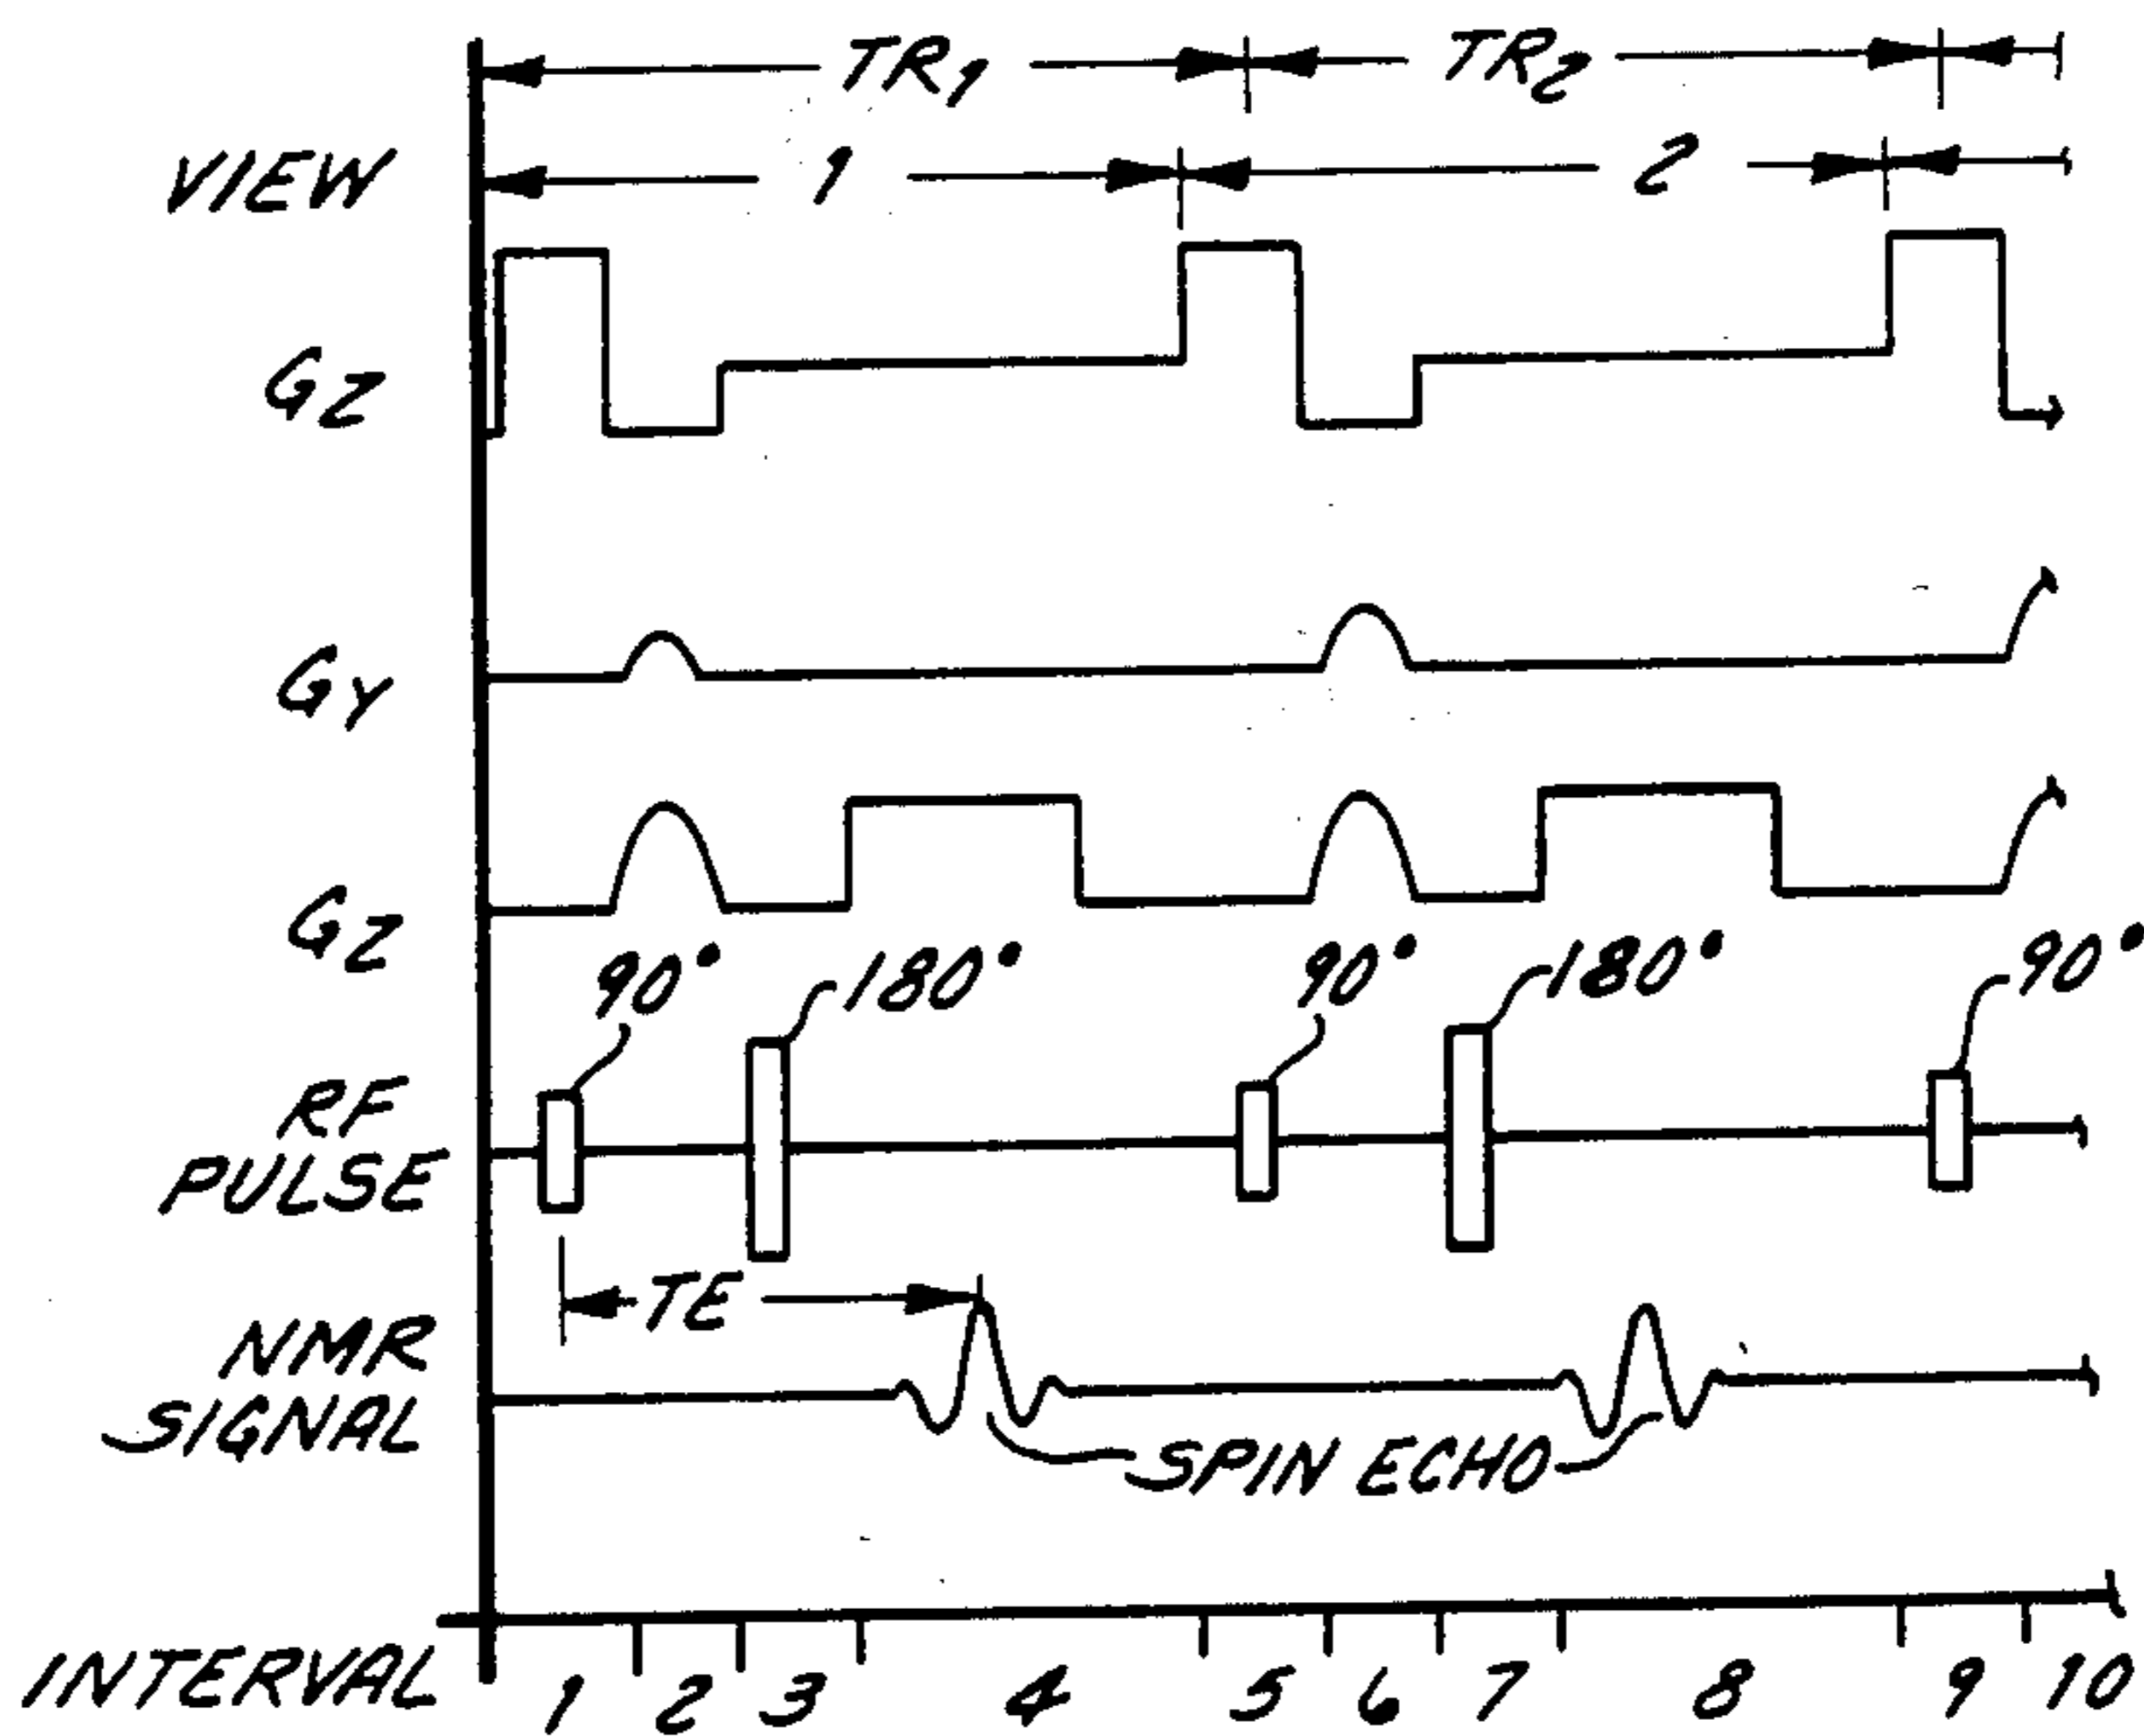 TR1 TR2
VIEW 1 2
GZ
GY
GZ
90° 180° 90° 180° 90°
RF
PULSE
TE
NMR
SIGNAL
SPIN ECHO
INTERVAL 1 2 3 4 5 6 7 8 9 10